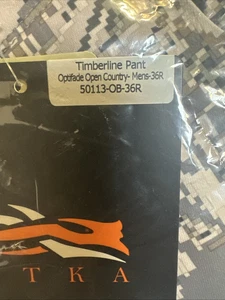 Timberline Pant
Optifade Open Country- Mens-36R
50113-OB-36R
TKA